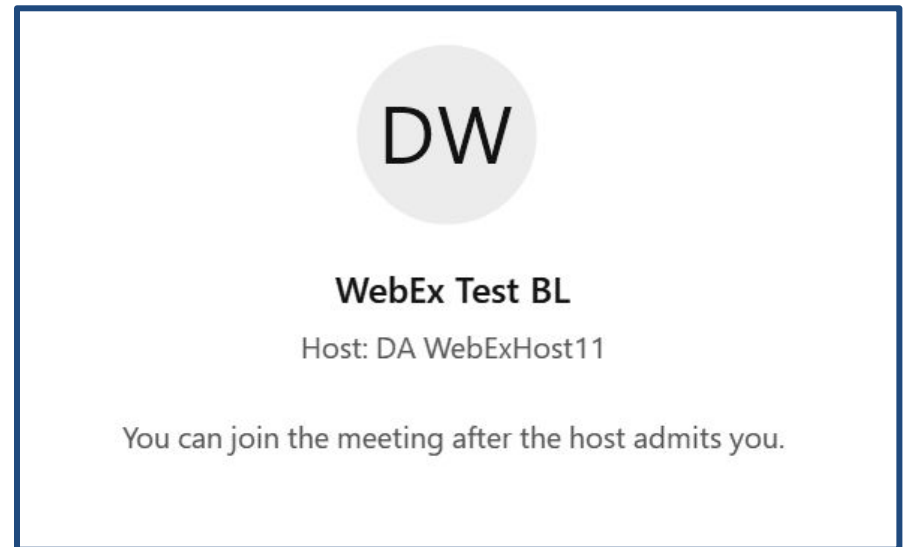 DW
WebEx Test BL
Host: DA WebExHost11
You can join the meeting after the host admits you.